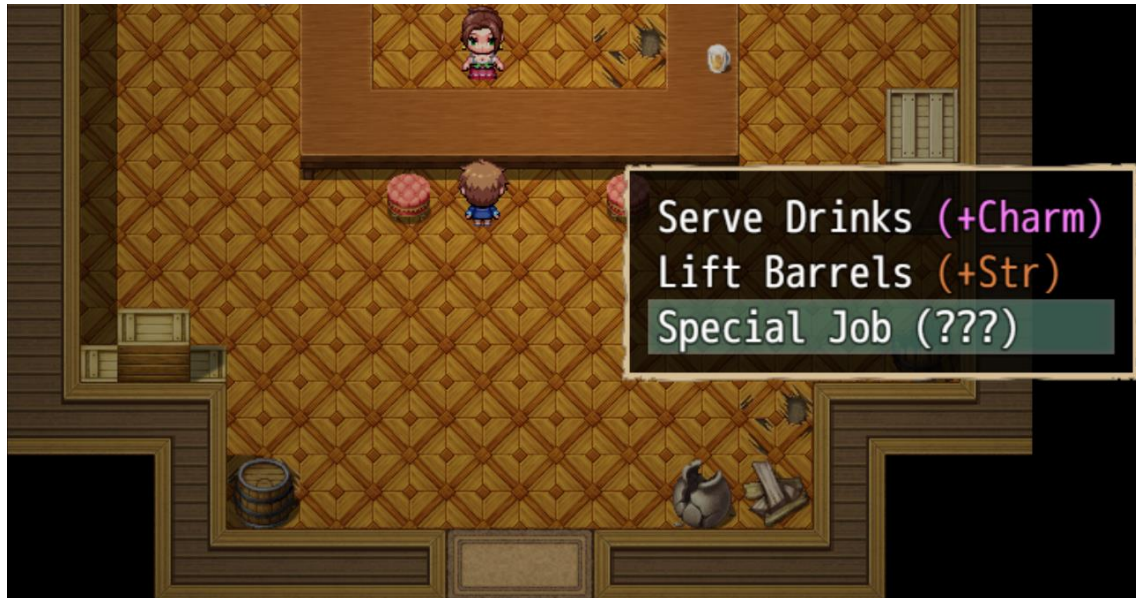 Serve Drinks (+Charm)
Lift Barrels (+Str)
Special Job (???)